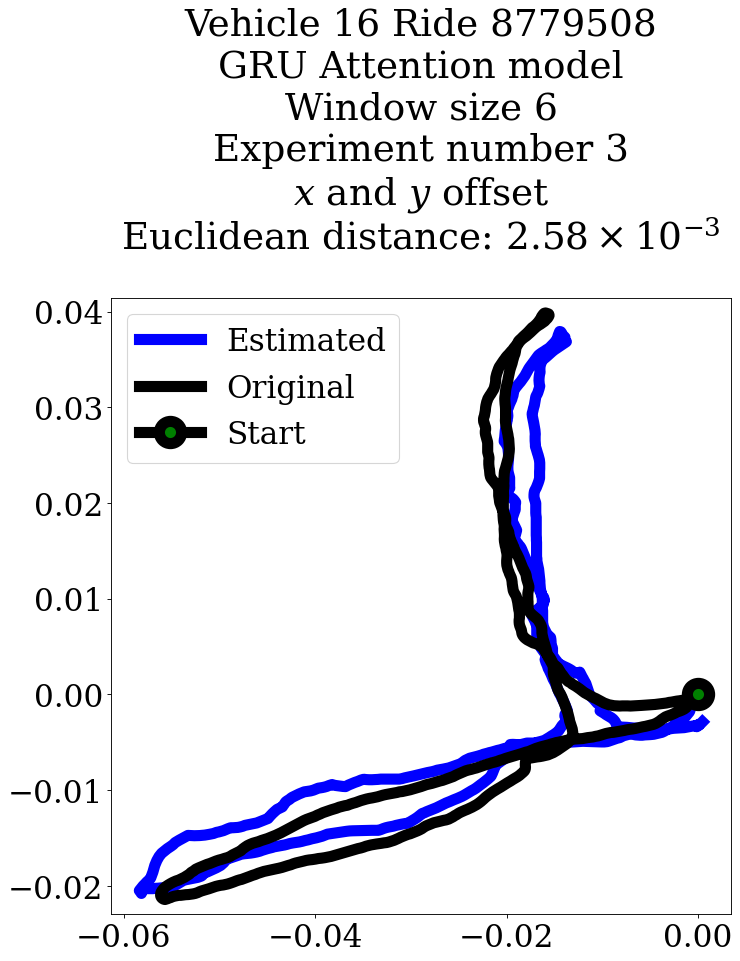 Vehicle 16 Ride 8779508
GRU Attention model
Window size 6
Experiment number 3
x and y offset
Euclidean distance: 2.58 × 10⁻³
Estimated
Original
Start
0.04
0.03
0.02
0.01
0.00
−0.01
−0.02
−0.06 −0.04 −0.02 0.00